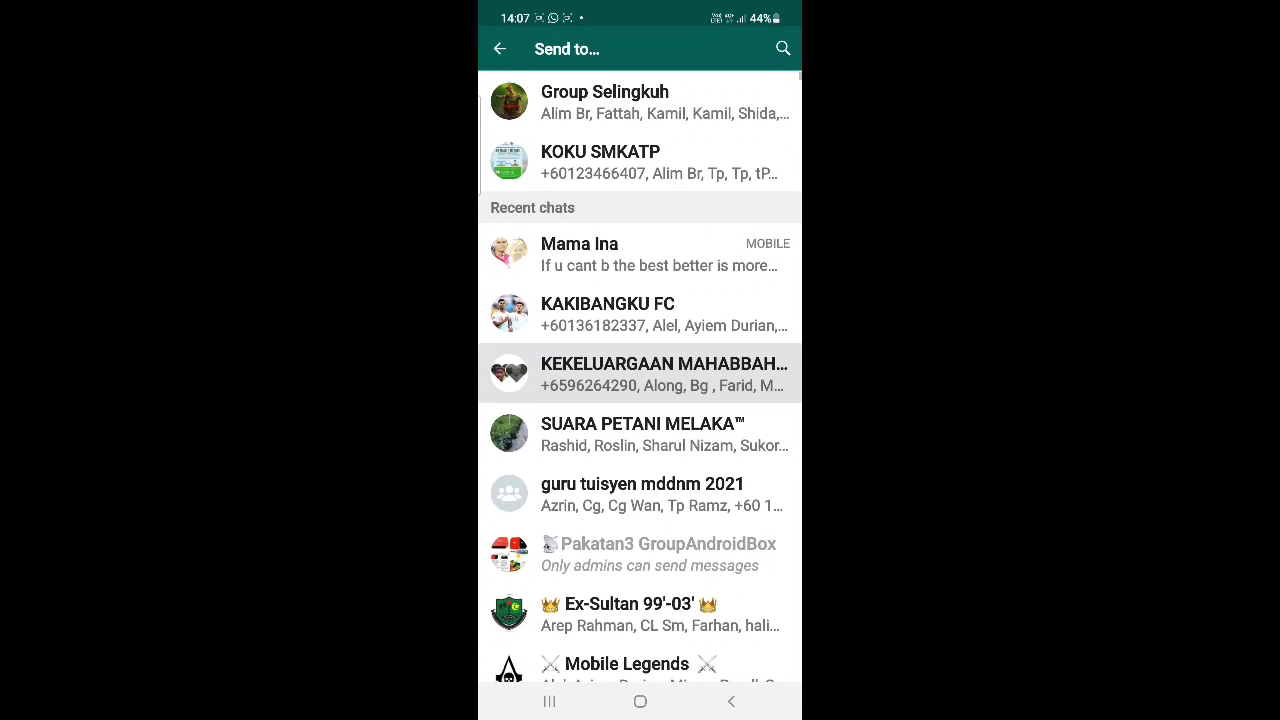 14:07 44%
Send to...
Group Selingkuh
Alim Br, Fattah, Kamil, Kamil, Shida,...
KOKU SMKATP
+60123466407, Alim Br, Tp, Tp, tP...
Recent chats
Mama Ina MOBILE
If u cant b the best better is more...
KAKIBANGKU FC
+60136182337, Alel, Ayiem Durian,...
KEKELUARGAAN MAHABBAH...
+6596264290, Along, Bg , Farid, M...
SUARA PETANI MELAKA™
Rashid, Roslin, Sharul Nizam, Sukor...
guru tuisyen mddnm 2021
Azrin, Cg, Cg Wan, Tp Ramz, +60 1...
📡Pakatan3 GroupAndroidBox
Only admins can send messages
👑 Ex-Sultan 99'-03' 👑
Arep Rahman, CL Sm, Farhan, hali...
⚔ Mobile Legends ⚔